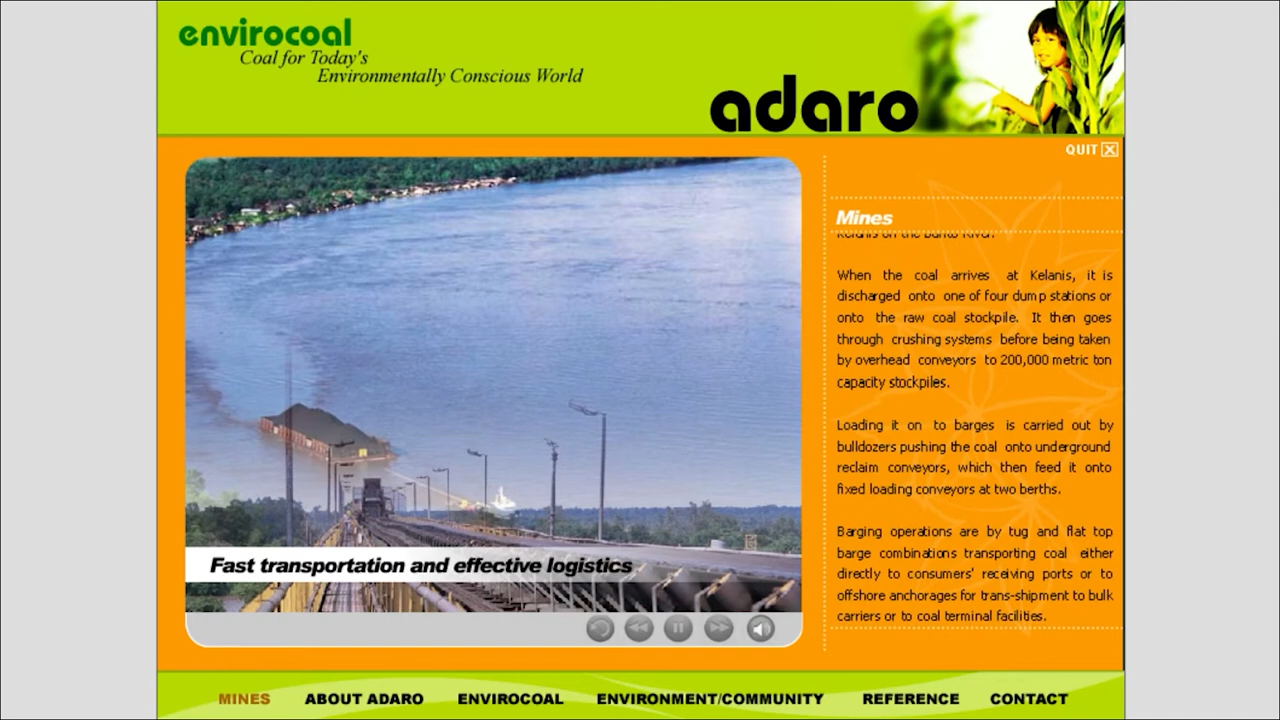 envirocoal
Coal for Today's
Environmentally Conscious World
adaro
QUIT
Mines
Kelanis on the Barito River.
When the coal arrives at Kelanis, it is
discharged onto one of four dump stations or
onto the raw coal stockpile. It then goes
through crushing systems before being taken
by overhead conveyors to 200,000 metric ton
capacity stockpiles.
Loading it on to barges is carried out by
bulldozers pushing the coal onto underground
reclaim conveyors, which then feed it onto
fixed loading conveyors at two berths.
Barging operations are by tug and flat top
barge combinations transporting coal either
directly to consumers' receiving ports or to
offshore anchorages for trans-shipment to bulk
carriers or to coal terminal facilities.
Fast transportation and effective logistics
MINES ABOUT ADARO ENVIROCOAL ENVIRONMENT/COMMUNITY REFERENCE CONTACT